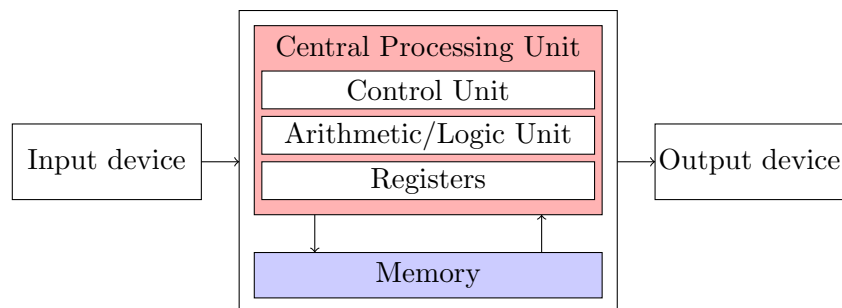 Central Processing Unit
Control Unit
Arithmetic/Logic Unit
Input device
Output device
Registers
Memory